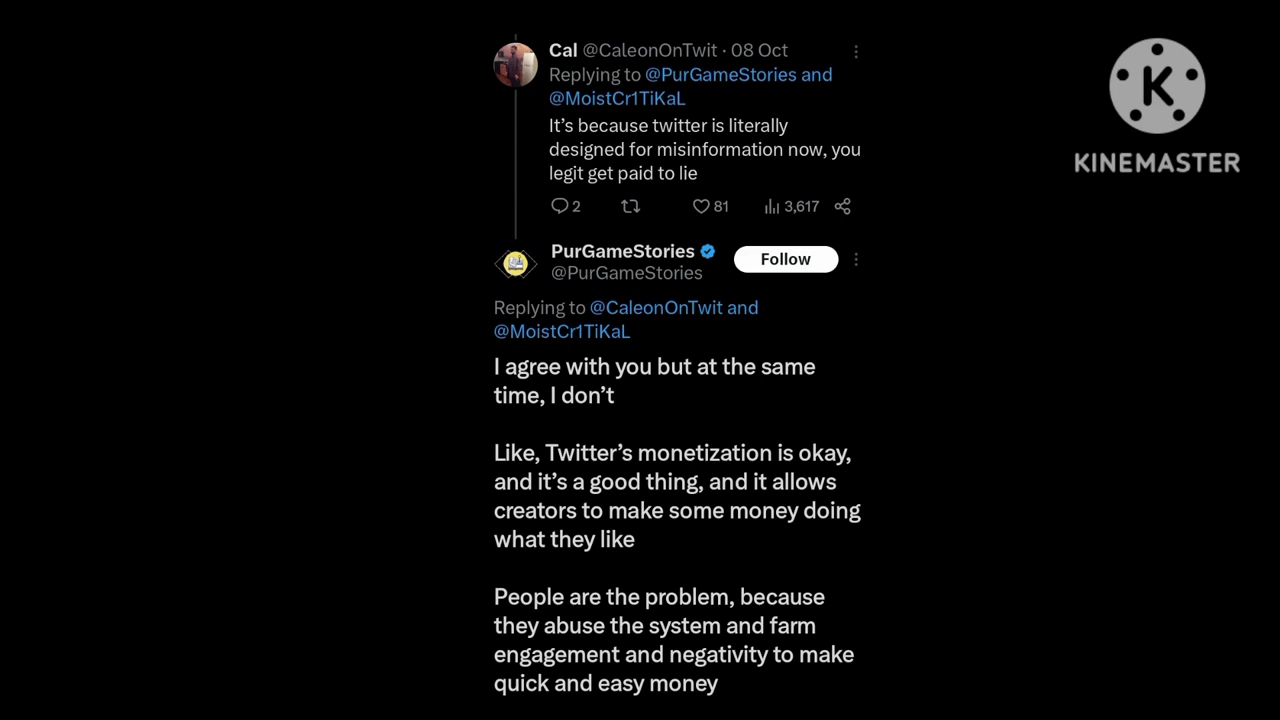 Cal @CaleonOnTwit · 08 Oct
Replying to @PurGameStories and
@MoistCr1TiKaL
It’s because twitter is literally
designed for misinformation now, you
legit get paid to lie
2 81 3,617
PurGameStories
@PurGameStories
Follow
Replying to @CaleonOnTwit and
@MoistCr1TiKaL
I agree with you but at the same
time, I don’t
Like, Twitter’s monetization is okay,
and it’s a good thing, and it allows
creators to make some money doing
what they like
People are the problem, because
they abuse the system and farm
engagement and negativity to make
quick and easy money
K
KINEMASTER